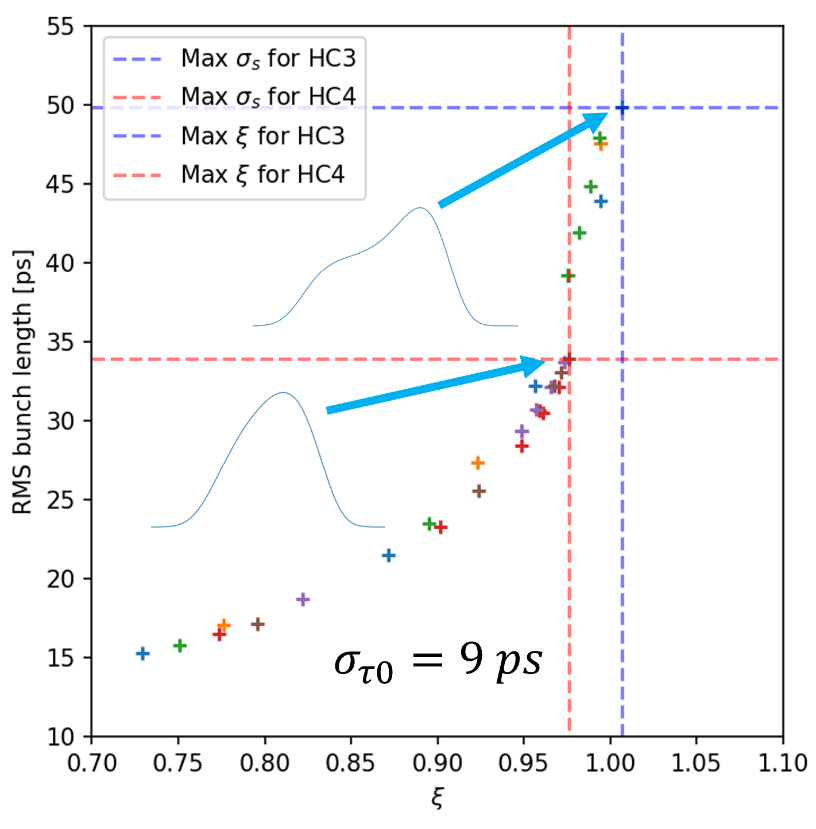 Max σₛ for HC3
Max σₛ for HC4
Max ξ for HC3
Max ξ for HC4
55
50
45
40
35
30
25
20
15
10
RMS bunch length [ps]
σ_τ0 = 9 ps
0.70 0.75 0.80 0.85 0.90 0.95 1.00 1.05 1.10
ξ